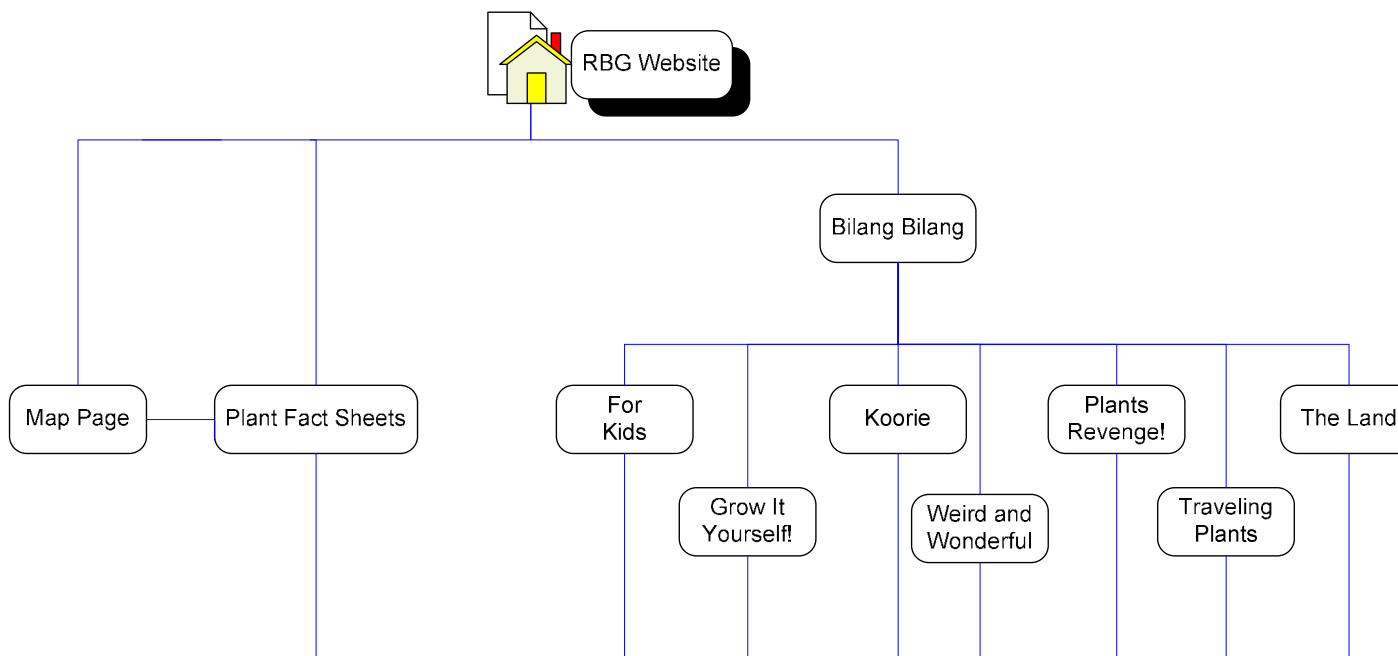 RBG Website
Bilang Bilang
Map Page
Plant Fact Sheets
For
Kids
Koorie
Plants
Revenge!
The Land
Grow It
Yourself!
Weird and
Wonderful
Traveling
Plants